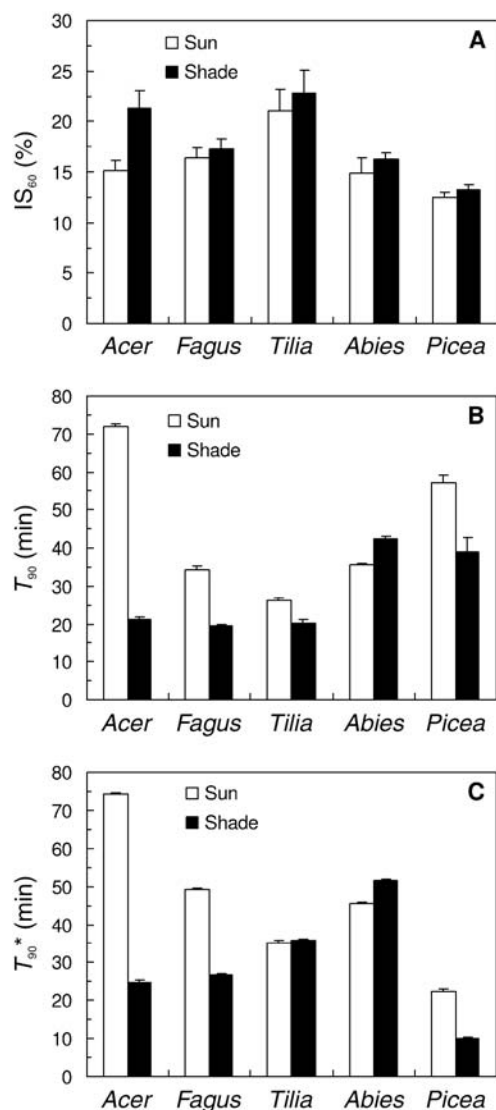 A
Sun
Shade
IS₆₀ (%)
30
25
20
15
10
5
0
Acer Fagus Tilia Abies Picea
B
Sun
Shade
T₉₀ (min)
80
70
60
50
40
30
20
10
0
Acer Fagus Tilia Abies Picea
C
Sun
Shade
T₉₀* (min)
80
70
60
50
40
30
20
10
0
Acer Fagus Tilia Abies Picea